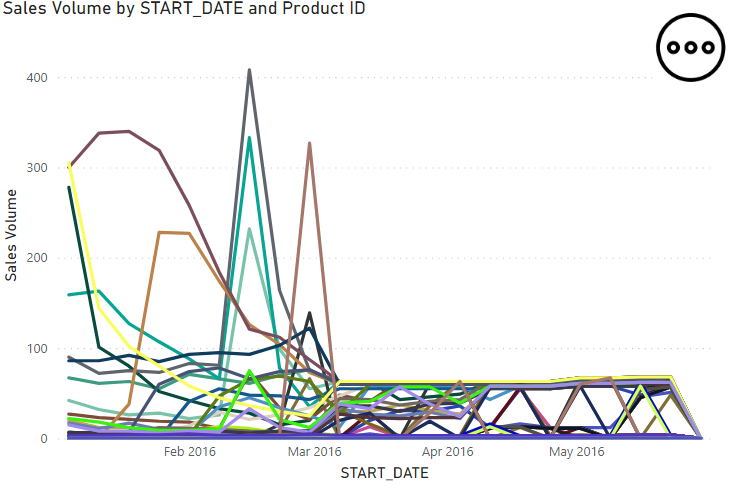 Sales Volume by START_DATE and Product ID
400
300
200
100
0
Sales Volume
Feb 2016
Mar 2016
Apr 2016
May 2016
START_DATE